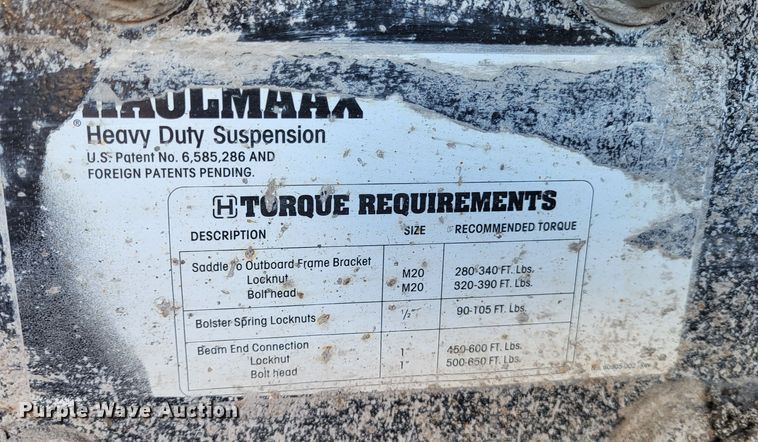 HAULMAAX
® Heavy Duty Suspension
U.S. Patent No. 6,585,286 AND
FOREIGN PATENTS PENDING.
H TORQUE REQUIREMENTS
DESCRIPTION SIZE RECOMMENDED TORQUE
Saddle to Outboard Frame Bracket
Locknut M20 280-340 FT. Lbs.
Bolt head M20 320-390 FT. Lbs.
Bolster Spring Locknuts 1/2" 90-105 FT. Lbs.
Beam End Connection
Locknut 1" 450-600 FT. Lbs.
Bolt head 1" 500-650 FT. Lbs.
Purple Wave Auction